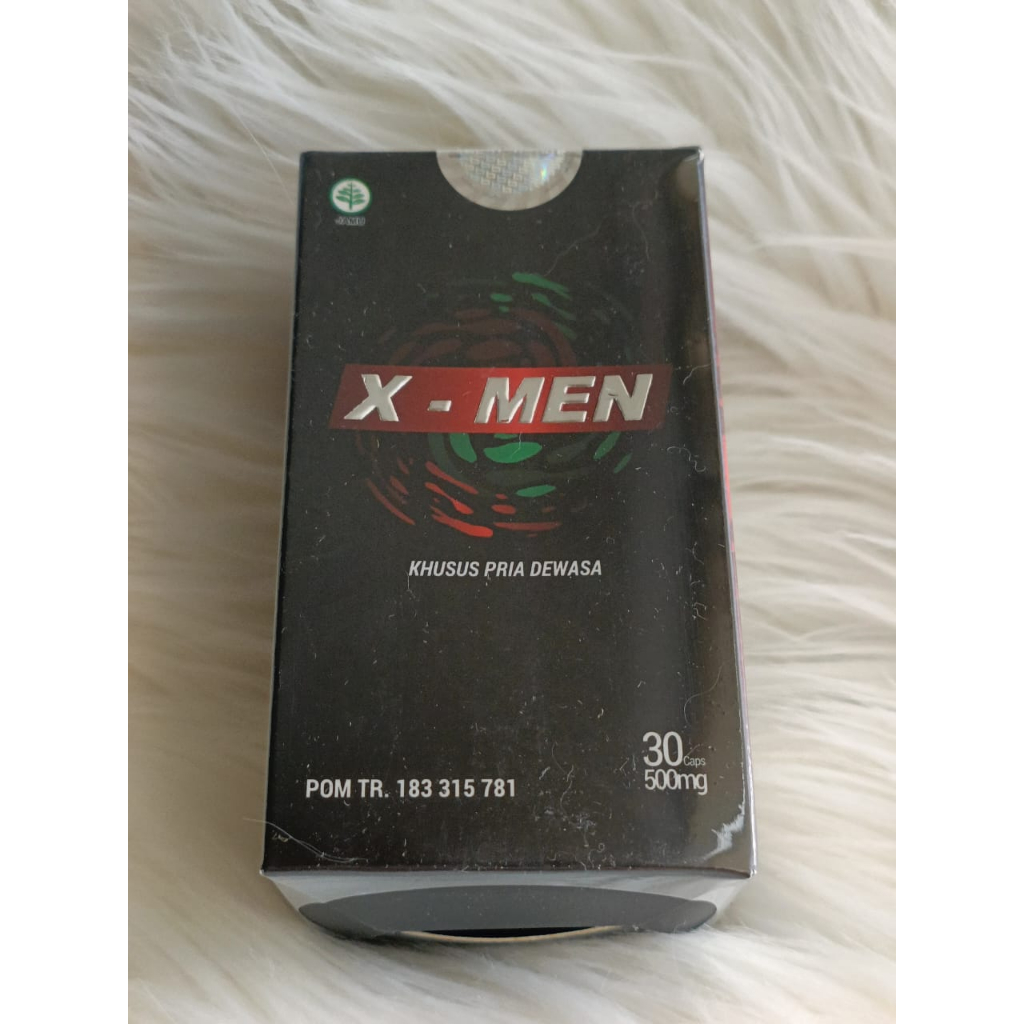 JAMU
X - MEN
KHUSUS PRIA DEWASA
30 Caps
500mg
POM TR. 183 315 781